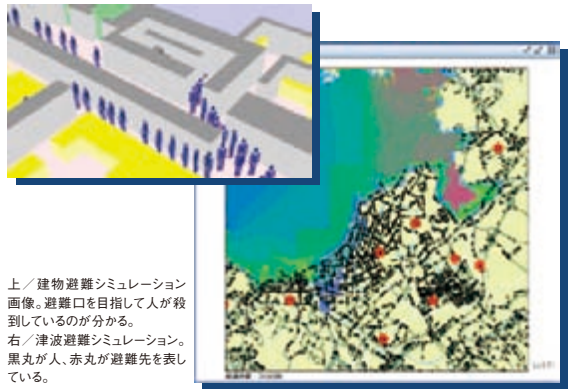 上／建物避難シミュレーション
画像。避難口を目指して人が殺
到しているのが分かる。
右／津波避難シミュレーション。
黒丸が人、赤丸が避難先を表し
ている。